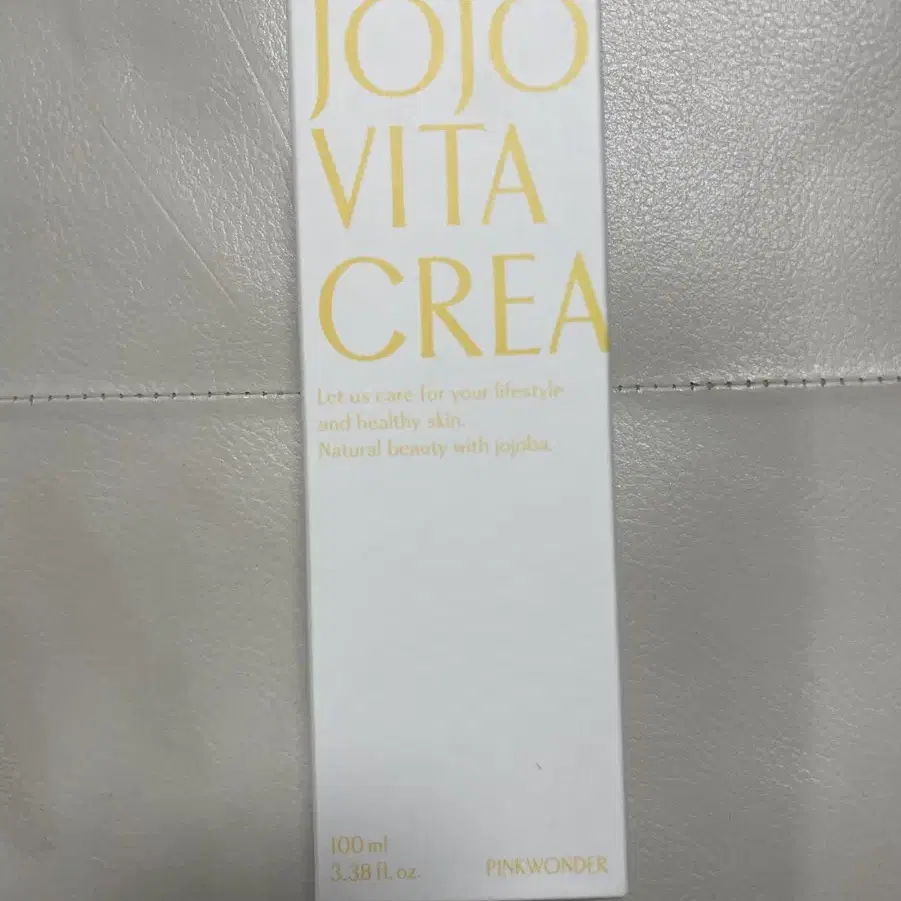 JOJO
VITA
CREA
Let us care for your lifestyle
and healthy skin.
Natural beauty with jojoba.
100 ml
3.38 fl. oz.
PINKWONDER